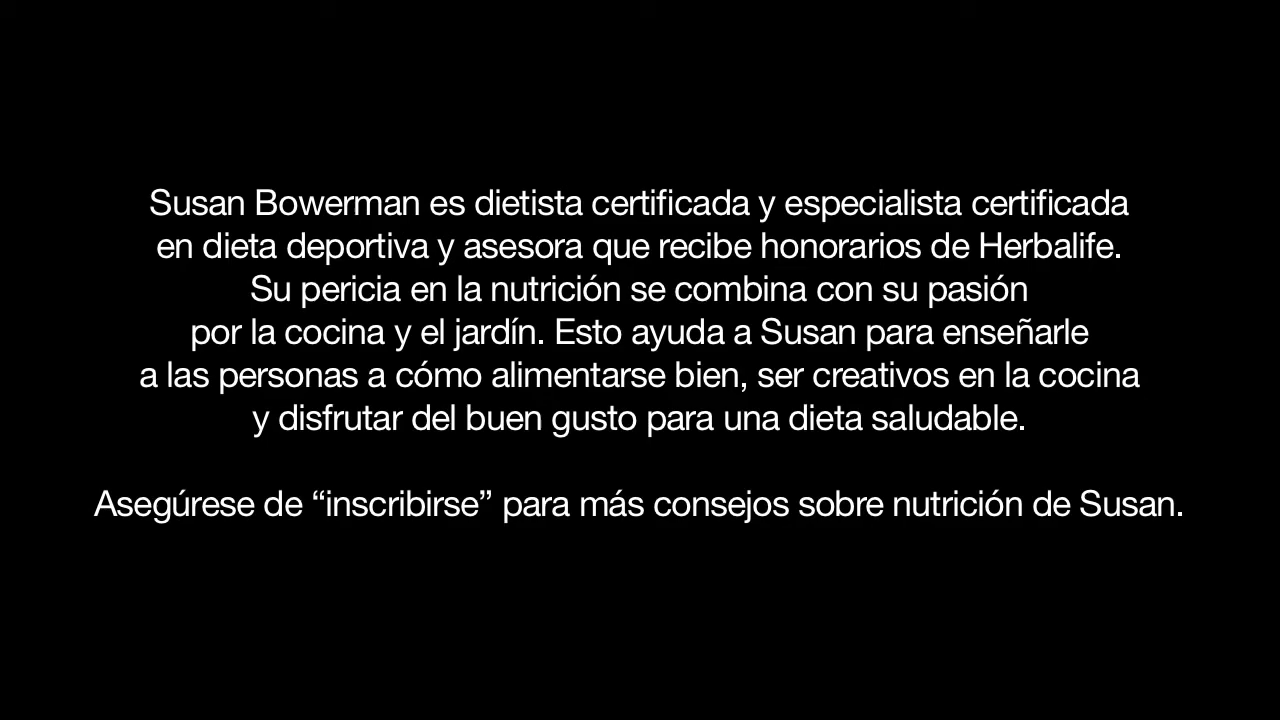 Susan Bowerman es dietista certificada y especialista certificada
en dieta deportiva y asesora que recibe honorarios de Herbalife.
Su pericia en la nutrición se combina con su pasión
por la cocina y el jardín. Esto ayuda a Susan para enseñarle
a las personas a cómo alimentarse bien, ser creativos en la cocina
y disfrutar del buen gusto para una dieta saludable.
Asegúrese de “inscribirse” para más consejos sobre nutrición de Susan.